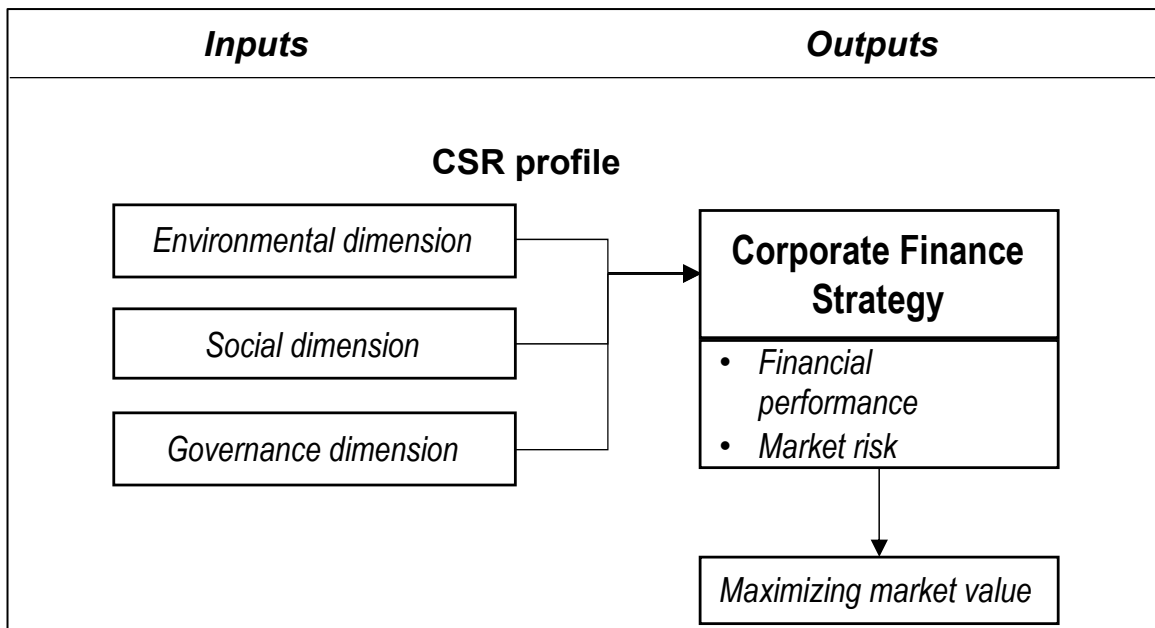 Inputs
Outputs
CSR profile
Environmental dimension
Social dimension
Governance dimension
Corporate Finance
Strategy
• Financial
performance
• Market risk
Maximizing market value